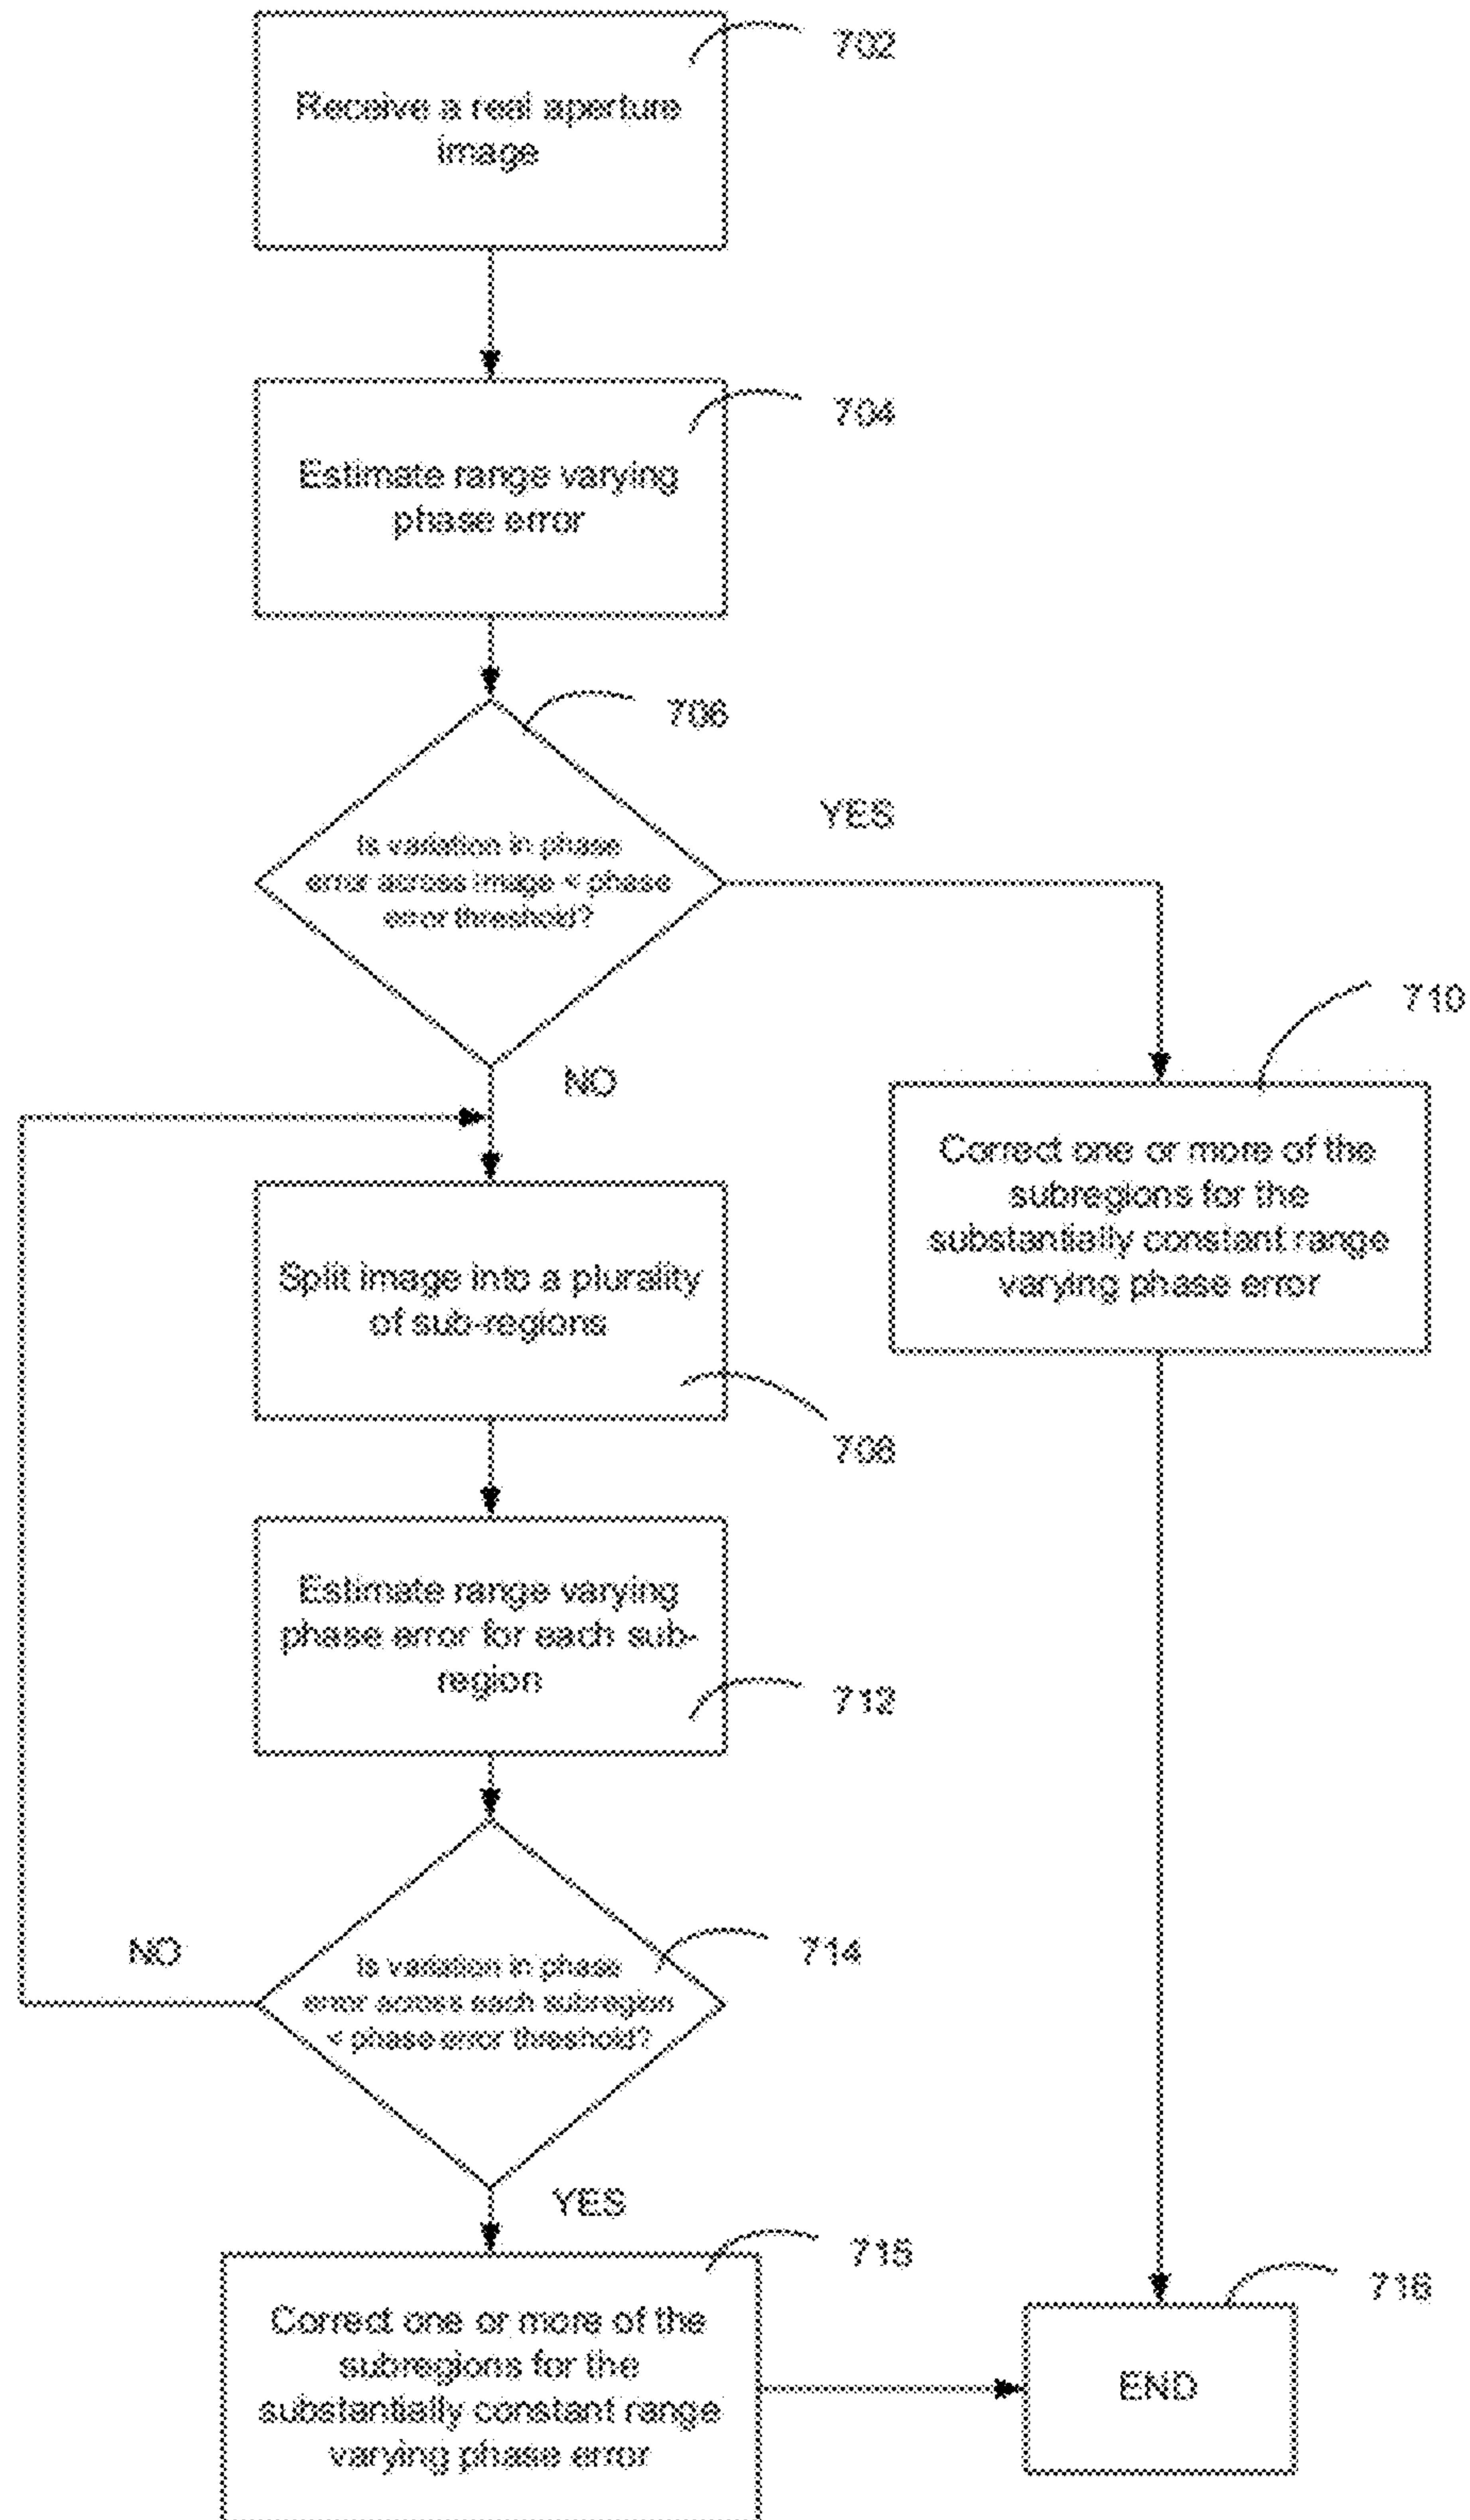 702
Receive a real aperture
image
704
Estimate range varying
phase error
706
YES
Is variation in phase
error across image < phase
error threshold?
710
NO
Correct one or more of the
subregions for the
substantially constant range
varying phase error
Split image into a plurality
of sub-regions
708
Estimate range varying
phase error for each sub-
region
712
NO
714
Is variation in phase
error across each subregion
< phase error threshold?
YES
Correct one or more of the
subregions for the
substantially constant range
varying phase error
END